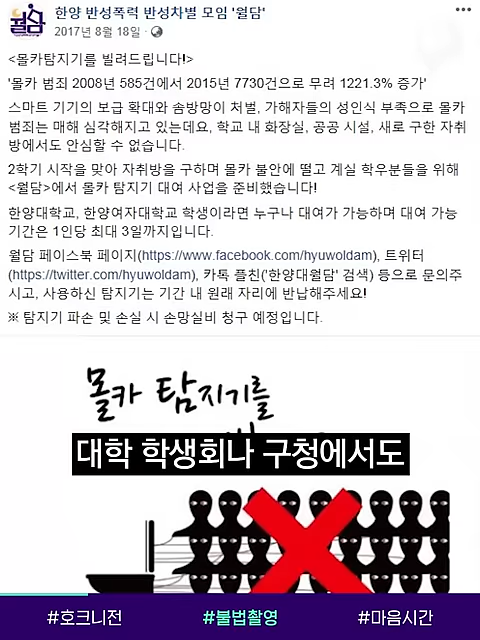 월담
한양 반성폭력 반성차별 모임 '월담'
2017년 8월 18일 ·
<몰카탐지기를 빌려드립니다!>
'몰카 범죄 2008년 585건에서 2015년 7730건으로 무려 1221.3% 증가'
스마트 기기의 보급 확대와 솜방망이 처벌, 가해자들의 성인식 부족으로 몰카
범죄는 매해 심각해지고 있는데요, 학교 내 화장실, 공공 시설, 새로 구한 자취
방에서도 안심할 수 없습니다.
2학기 시작을 맞아 자취방을 구하며 몰카 불안에 떨고 계실 학우분들을 위해
<월담>에서 몰카 탐지기 대여 사업을 준비했습니다!
한양대학교, 한양여자대학교 학생이라면 누구나 대여가 가능하며 대여 가능
기간은 1인당 최대 3일까지입니다.
월담 페이스북 페이지(https://www.facebook.com/hyuwoldam), 트위터
(https://twitter.com/hyuwoldam), 카톡 플친('한양대월담' 검색) 등으로 문의주
시고, 사용하신 탐지기는 기간 내 원래 자리에 반납해주세요!
※ 탐지기 파손 및 손실 시 손망실비 청구 예정입니다.
몰카 탐지기를
대학 학생회나 구청에서도
#호크니전 #불법촬영 #마음시간